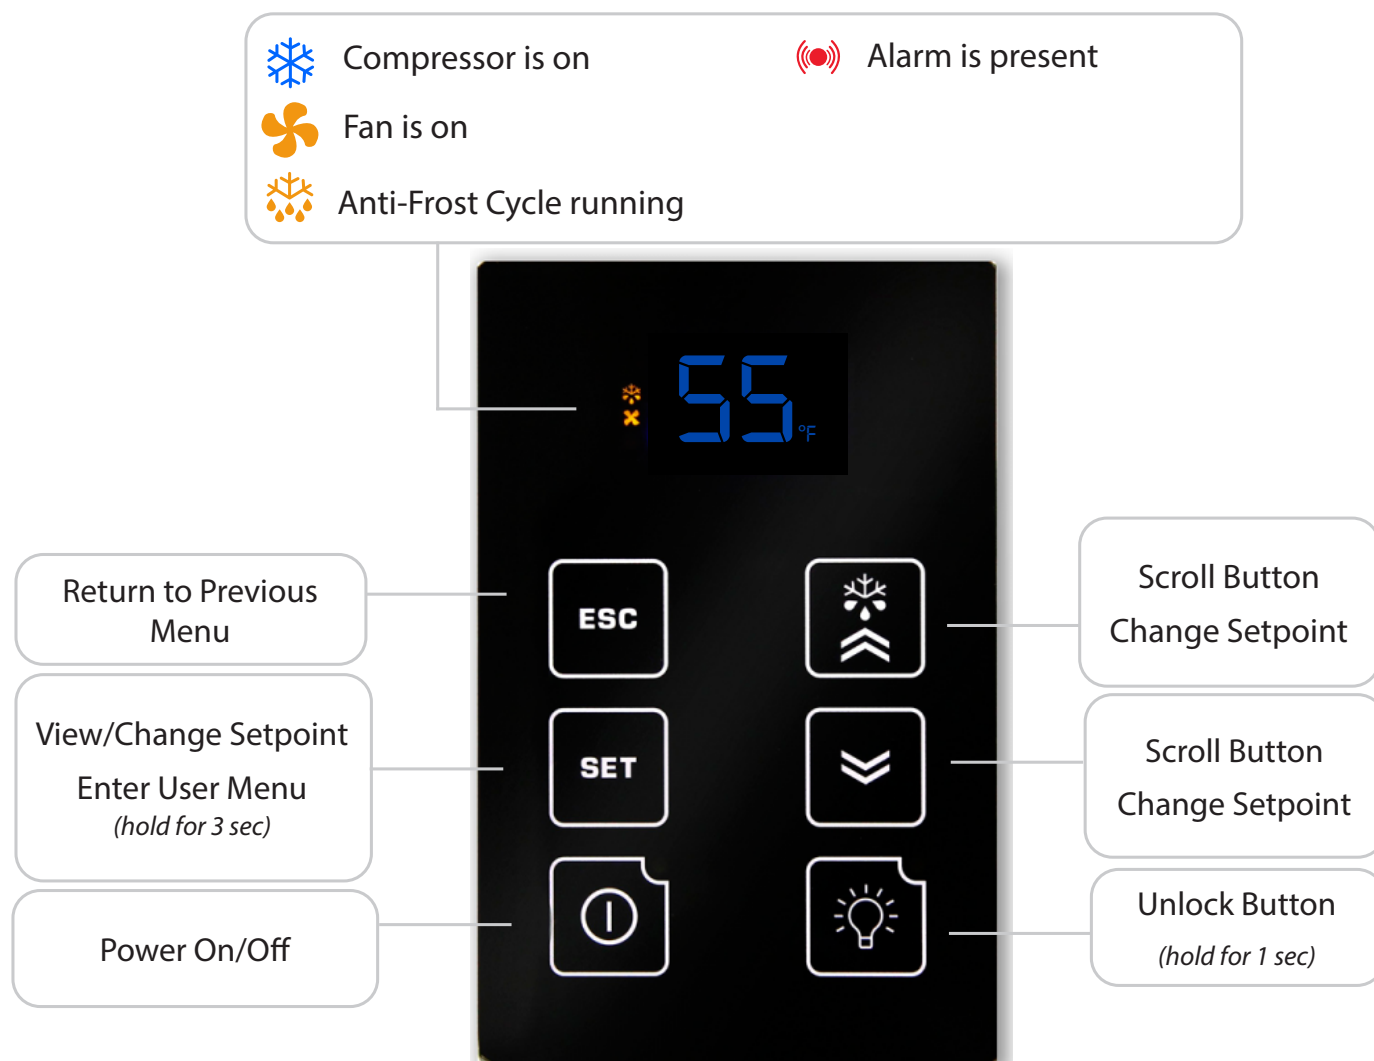 Compressor is on
Alarm is present
Fan is on
Anti-Frost Cycle running
55 °F
Return to Previous
Menu
ESC
Scroll Button
Change Setpoint
View/Change Setpoint
Enter User Menu
(hold for 3 sec)
SET
Scroll Button
Change Setpoint
Power On/Off
Unlock Button
(hold for 1 sec)